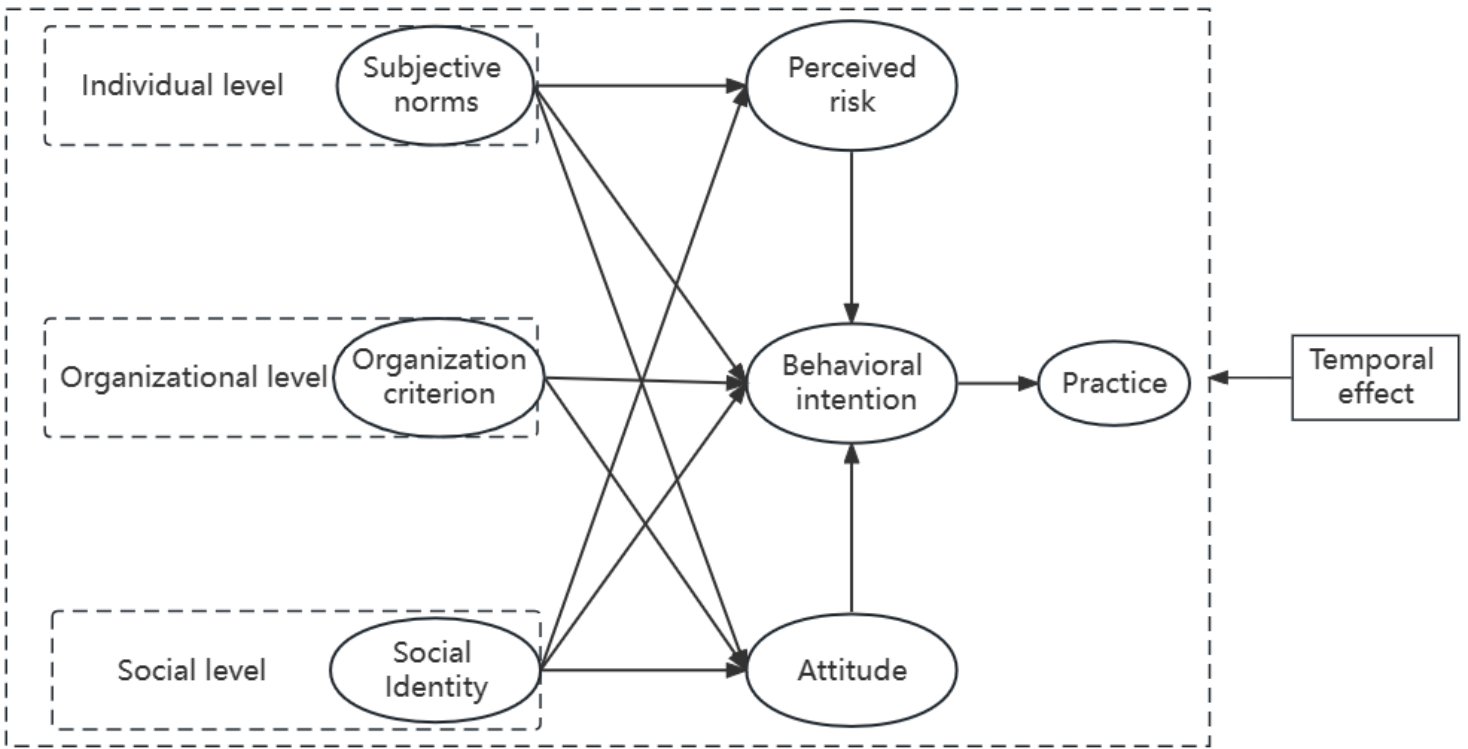 Individual level
Subjective
norms
Perceived
risk
Organizational level
Organization
criterion
Behavioral
intention
Practice
Temporal
effect
Social level
Social
Identity
Attitude